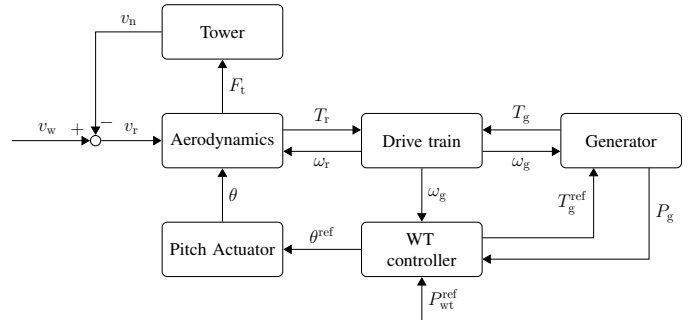 v_n
Tower
F_t
v_w + − v_r
Aerodynamics
T_r
ω_r
Drive train
T_g
ω_g
Generator
θ
ω_g
T_g^ref
P_g
Pitch Actuator
θ^ref
WT
controller
P_wt^ref